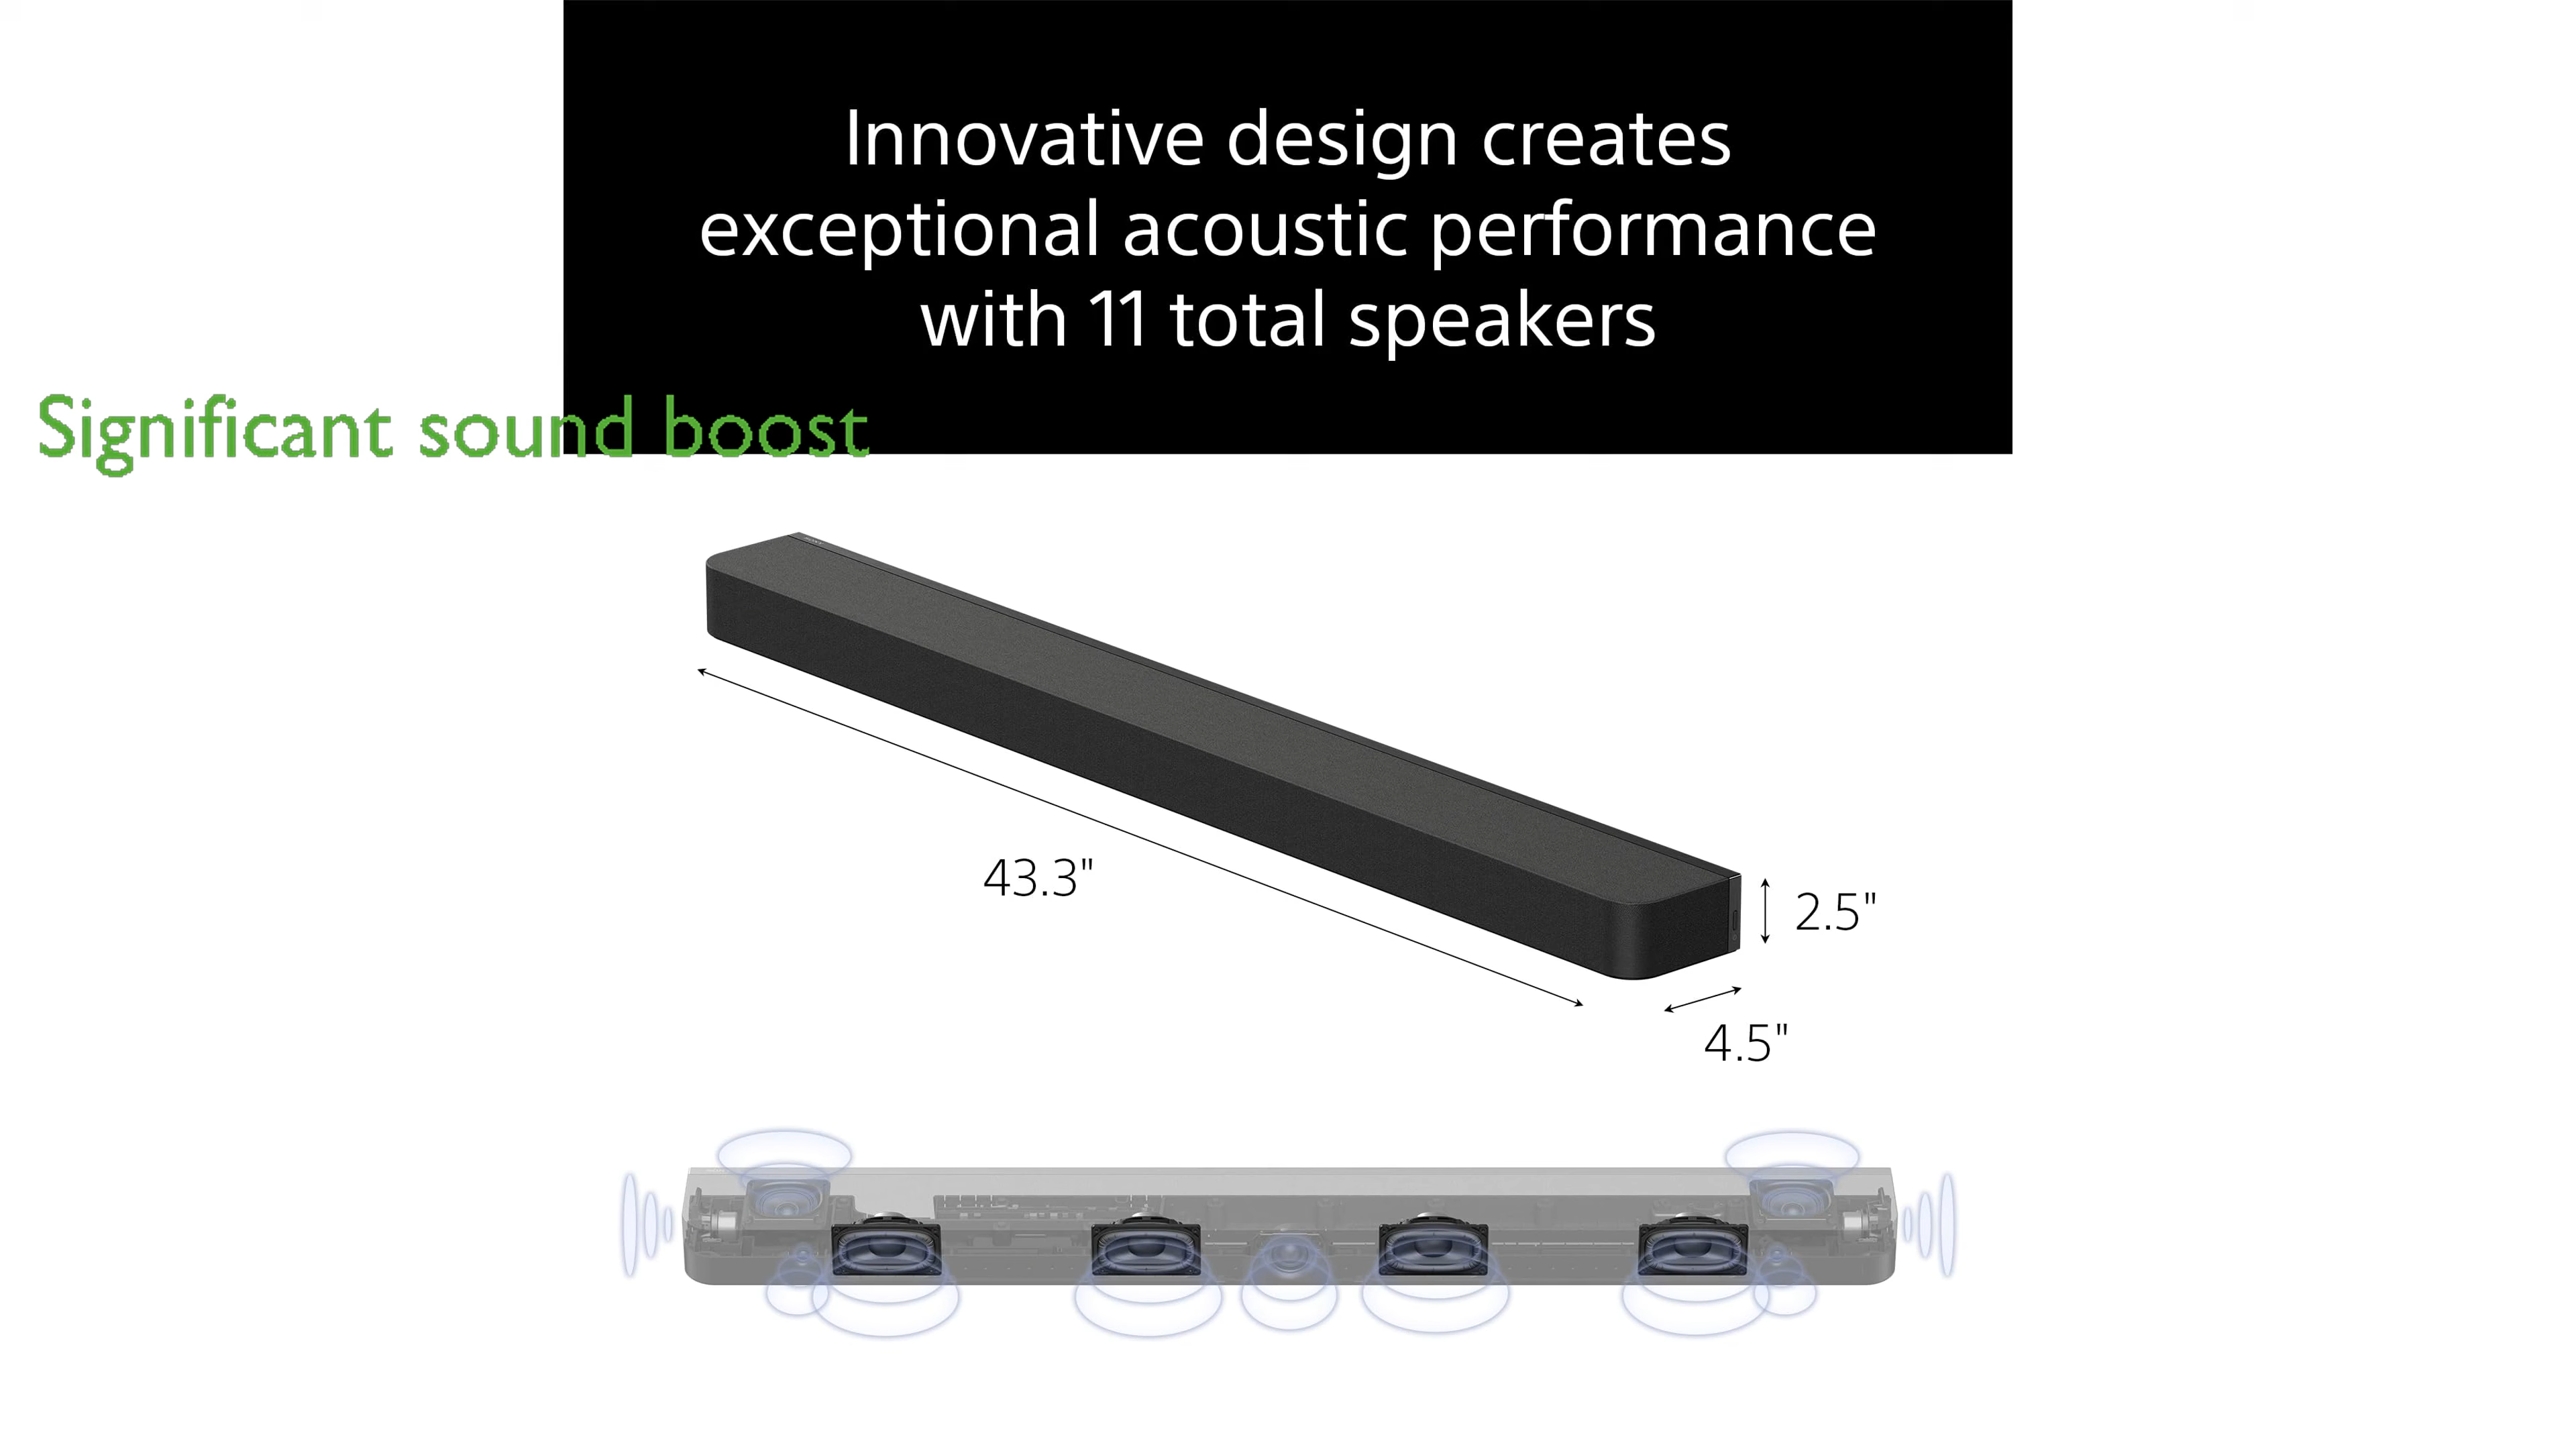 Innovative design creates
exceptional acoustic performance
with 11 total speakers
Significant sound boost
43.3"
2.5"
4.5"